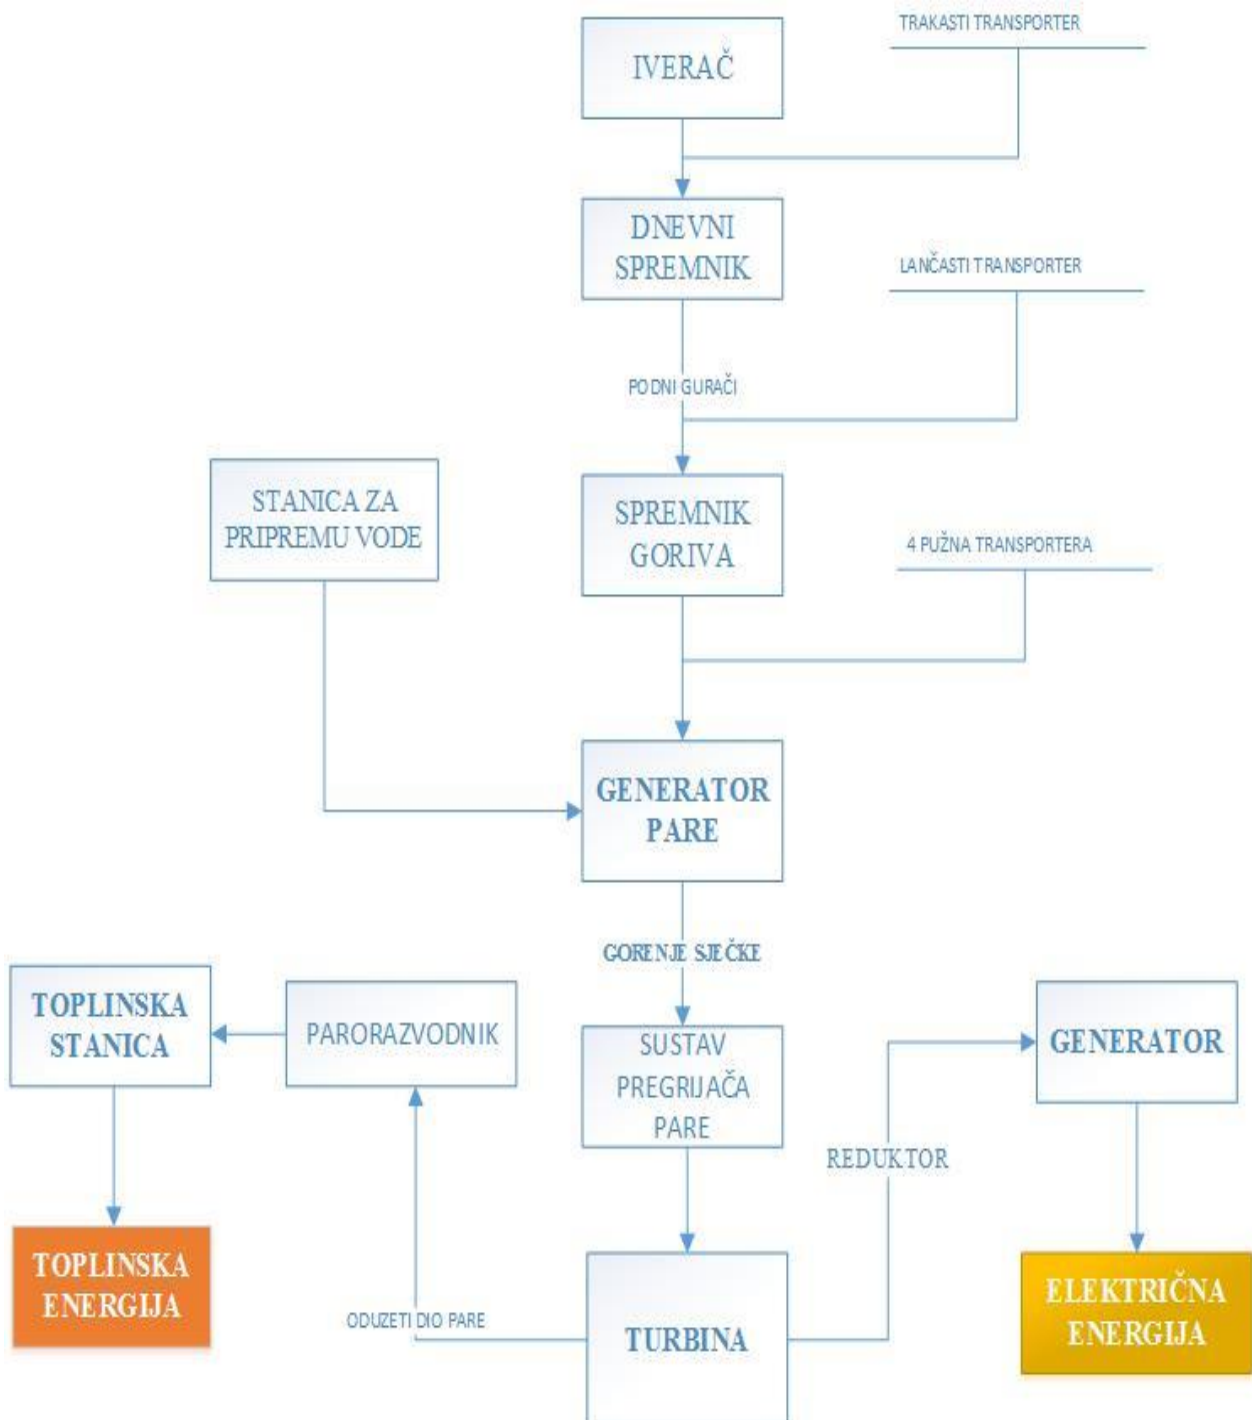 TRAKASTI TRANSPORTER
IVERAČ
DNEVNI
SPREMNIK
LANČASTI TRANSPORTER
PODNI GURAČI
STANICA ZA
PRIPREMU VODE
SPREMNIK
GORIVA
4 PUŽNA TRANSPORTERA
GENERATOR
PARE
GORENJE SJEČKE
TOPLINSKA
STANICA
PARORAZVODNIK
SUSTAV
PREGRIJAČA
PARE
GENERATOR
REDUKTOR
TOPLINSKA
ENERGIJA
ODUZETI DIO PARE
TURBINA
ELEKTRIČNA
ENERGIJA